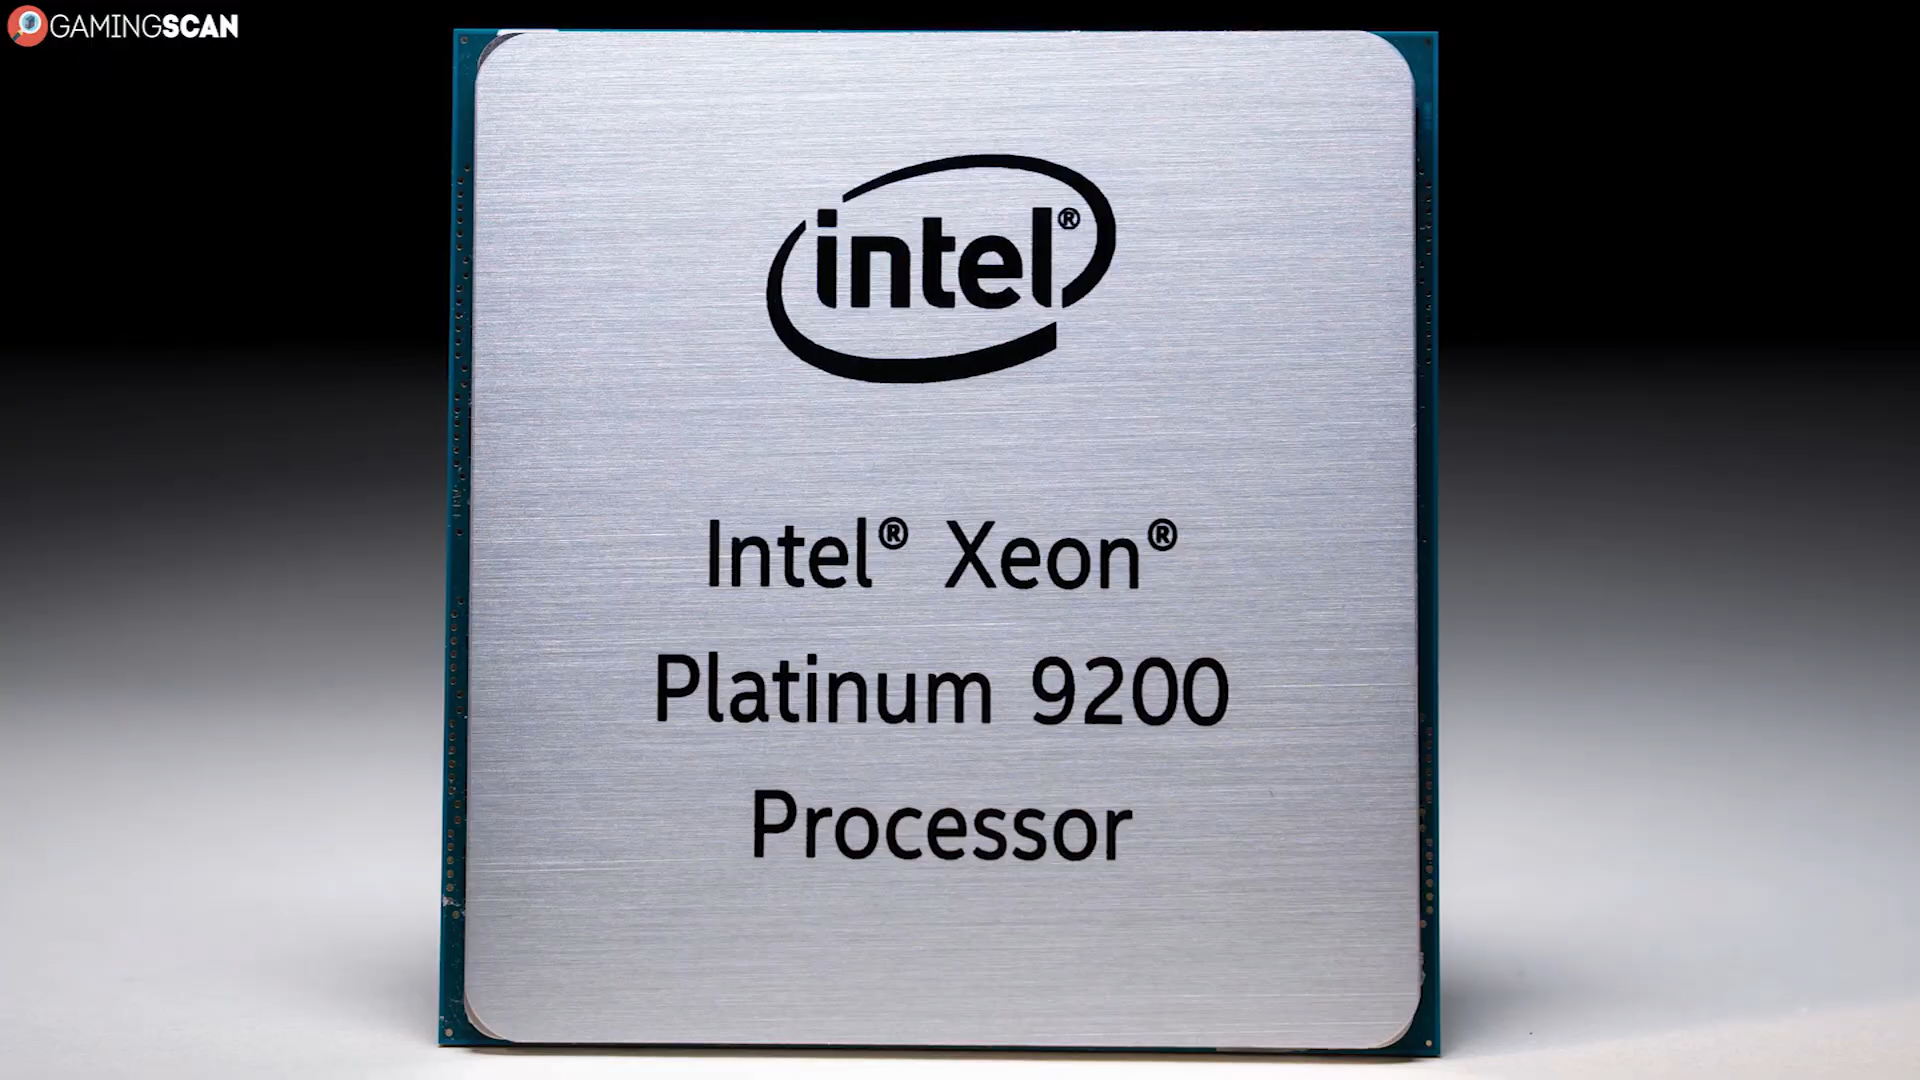 GAMINGSCAN
intel®
Intel® Xeon®
Platinum 9200
Processor